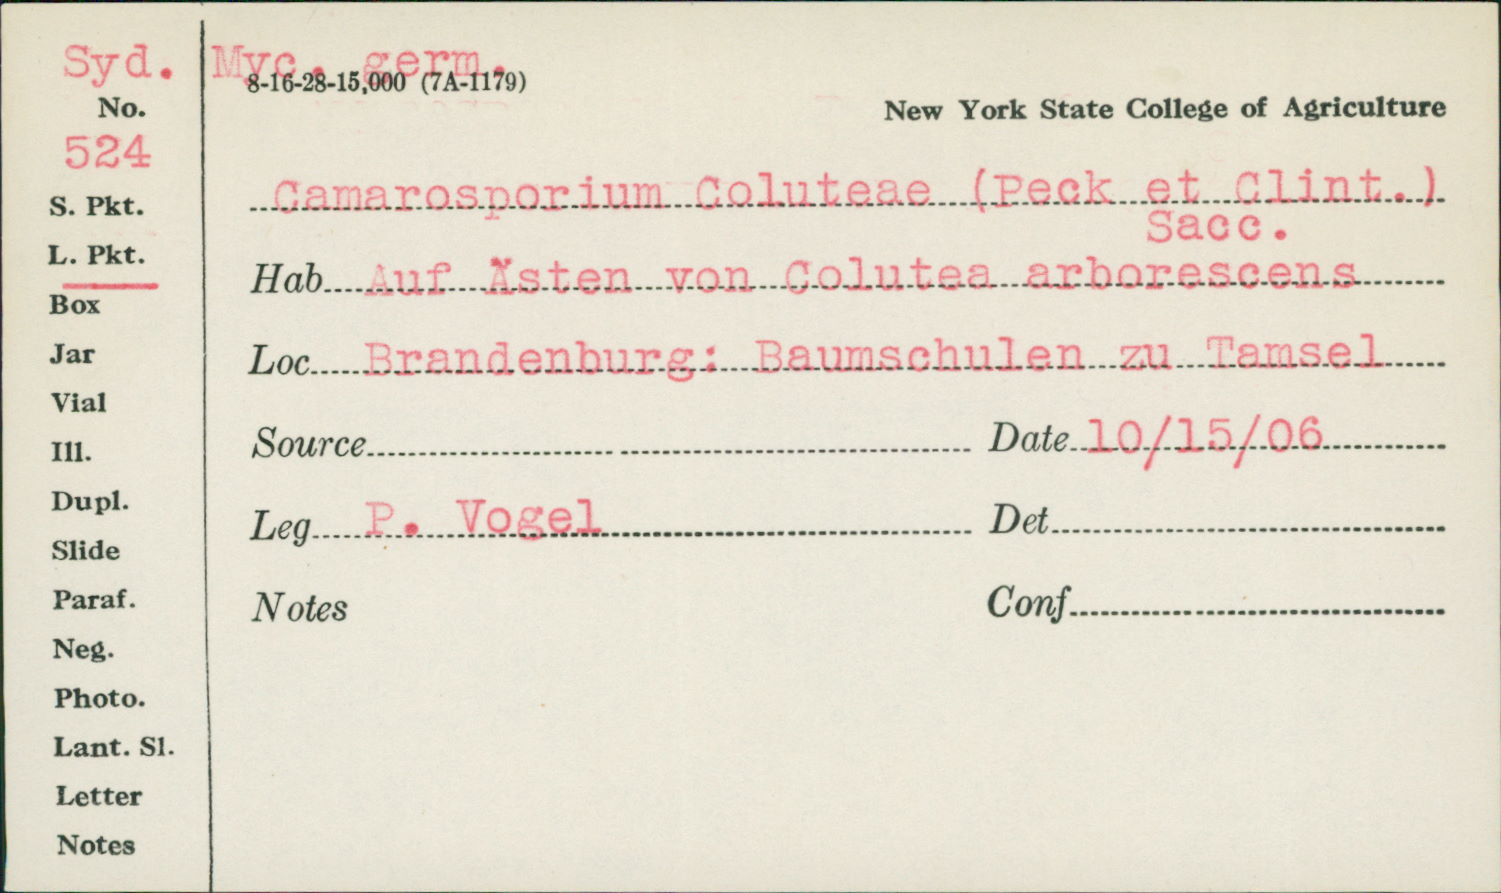 Syd. Myc. germ.
8-16-28-15,000 (7A-1179)
No.
New York State College of Agriculture
524
Camarosporium Coluteae (Peck et Clint.)
S. Pkt.
Sacc.
L. Pkt.
Hab Auf Ästen von Colutea arborescens
Box
Jar
Loc Brandenburg: Baumschulen zu Tamsel
Vial
Ill.
Source Date 10/15/06
Dupl.
Leg P. Vogel Det
Slide
Paraf.
Notes Conf
Neg.
Photo.
Lant. Sl.
Letter
Notes